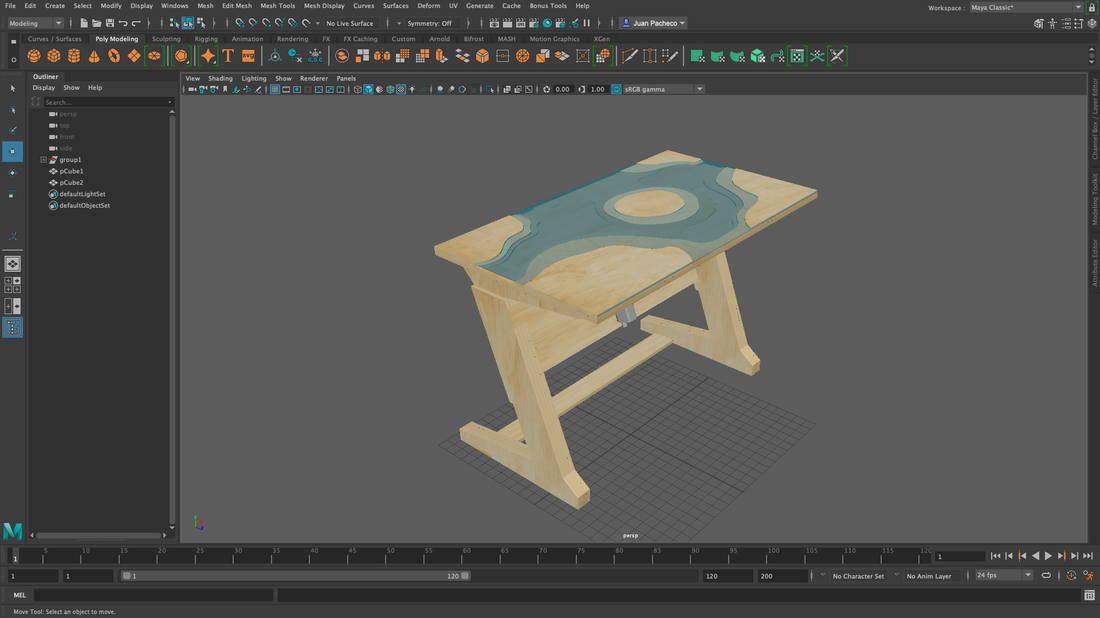 File Edit Create Select Modify Display Windows Mesh Edit Mesh Mesh Tools Mesh Display Curves Surfaces Deform UV Generate Cache Bonus Tools Help
Workspace : Maya Classic*
Modeling
No Live Surface
Symmetry: Off
Juan Pacheco
Curves / Surfaces Poly Modeling Sculpting Rigging Animation Rendering FX FX Caching Custom Arnold Bifrost MASH Motion Graphics XGen
Outliner
Display Show Help
Search...
persp
top
front
side
group1
pCube1
pCube2
defaultLightSet
defaultObjectSet
View Shading Lighting Show Renderer Panels
0.00 1.00 sRGB gamma
persp
Channel Box / Layer Editor
Modeling Toolkit
Attribute Editor
1 5 10 15 20 25 30 35 40 45 50 55 60 65 70 75 80 85 90 95 100 105 110 115 120
1
1 1 1 120 120 200 No Character Set No Anim Layer 24 fps
MEL
Move Tool: Select an object to move.